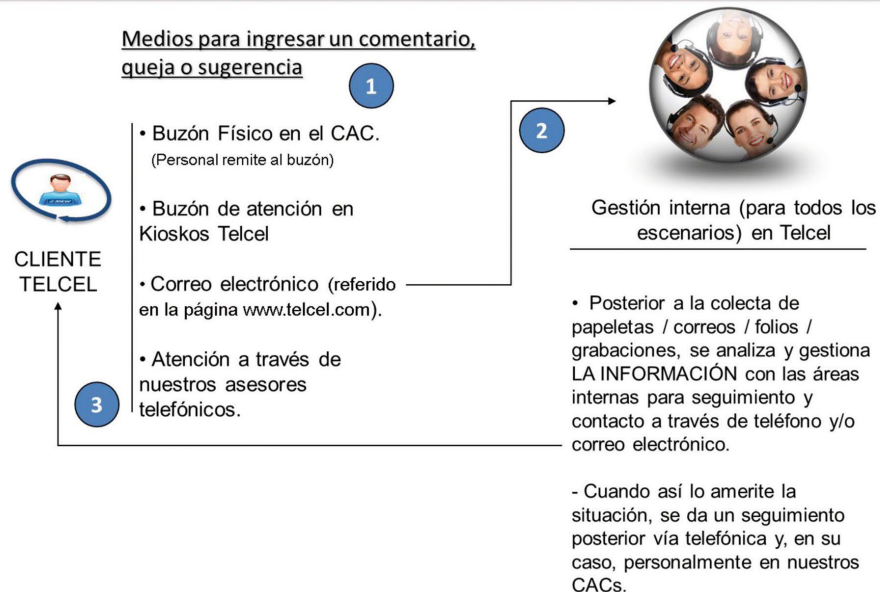 Medios para ingresar un comentario,
queja o sugerencia
1
• Buzón Físico en el CAC.
(Personal remite al buzón)
• Buzón de atención en
Kioskos Telcel
• Correo electrónico (referido
en la página www.telcel.com).
• Atención a través de
nuestros asesores
telefónicos.
CLIENTE
TELCEL
3
2
Gestión interna (para todos los
escenarios) en Telcel
• Posterior a la colecta de
papeletas / correos / folios /
grabaciones, se analiza y gestiona
LA INFORMACIÓN con las áreas
internas para seguimiento y
contacto a través de teléfono y/o
correo electrónico.
- Cuando así lo amerite la
situación, se da un seguimiento
posterior vía telefónica y, en su
caso, personalmente en nuestros
CACs.